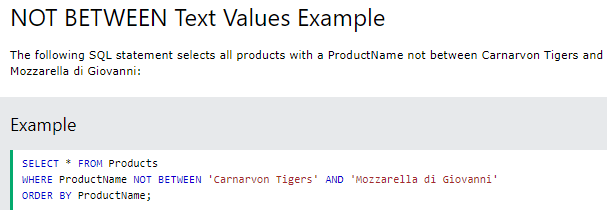 NOT BETWEEN Text Values Example
The following SQL statement selects all products with a ProductName not between Carnarvon Tigers and
Mozzarella di Giovanni:
Example
SELECT * FROM Products
WHERE ProductName NOT BETWEEN 'Carnarvon Tigers' AND 'Mozzarella di Giovanni'
ORDER BY ProductName;